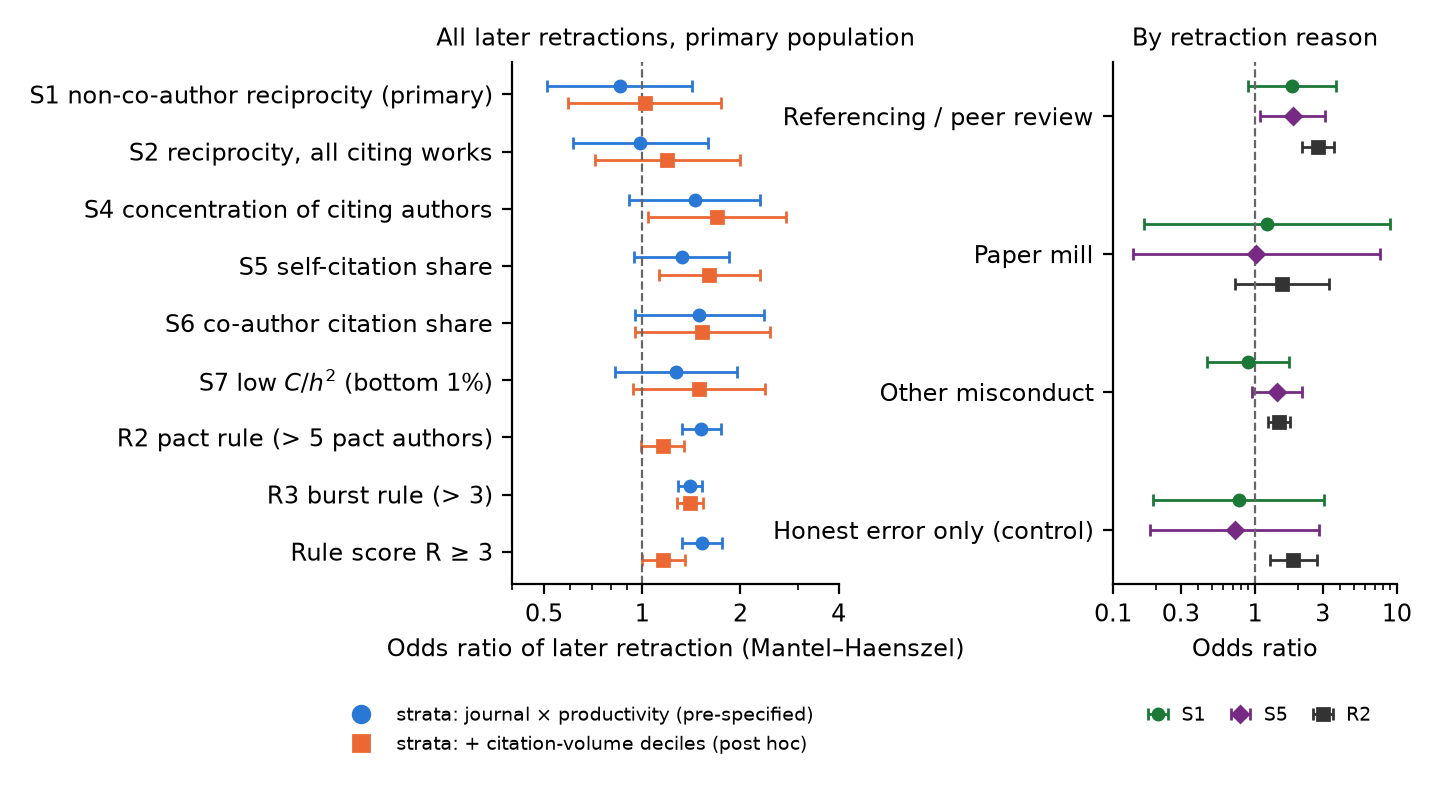 All later retractions, primary population
S1 non-co-author reciprocity (primary)
S2 reciprocity, all citing works
S4 concentration of citing authors
S5 self-citation share
S6 co-author citation share
S7 low C/h² (bottom 1%)
R2 pact rule (> 5 pact authors)
R3 burst rule (> 3)
Rule score R ≥ 3
0.5 1 2 4
Odds ratio of later retraction (Mantel–Haenszel)
strata: journal × productivity (pre-specified)
strata: + citation-volume deciles (post hoc)
By retraction reason
Referencing / peer review
Paper mill
Other misconduct
Honest error only (control)
0.1 0.3 1 3 10
Odds ratio
S1 S5 R2